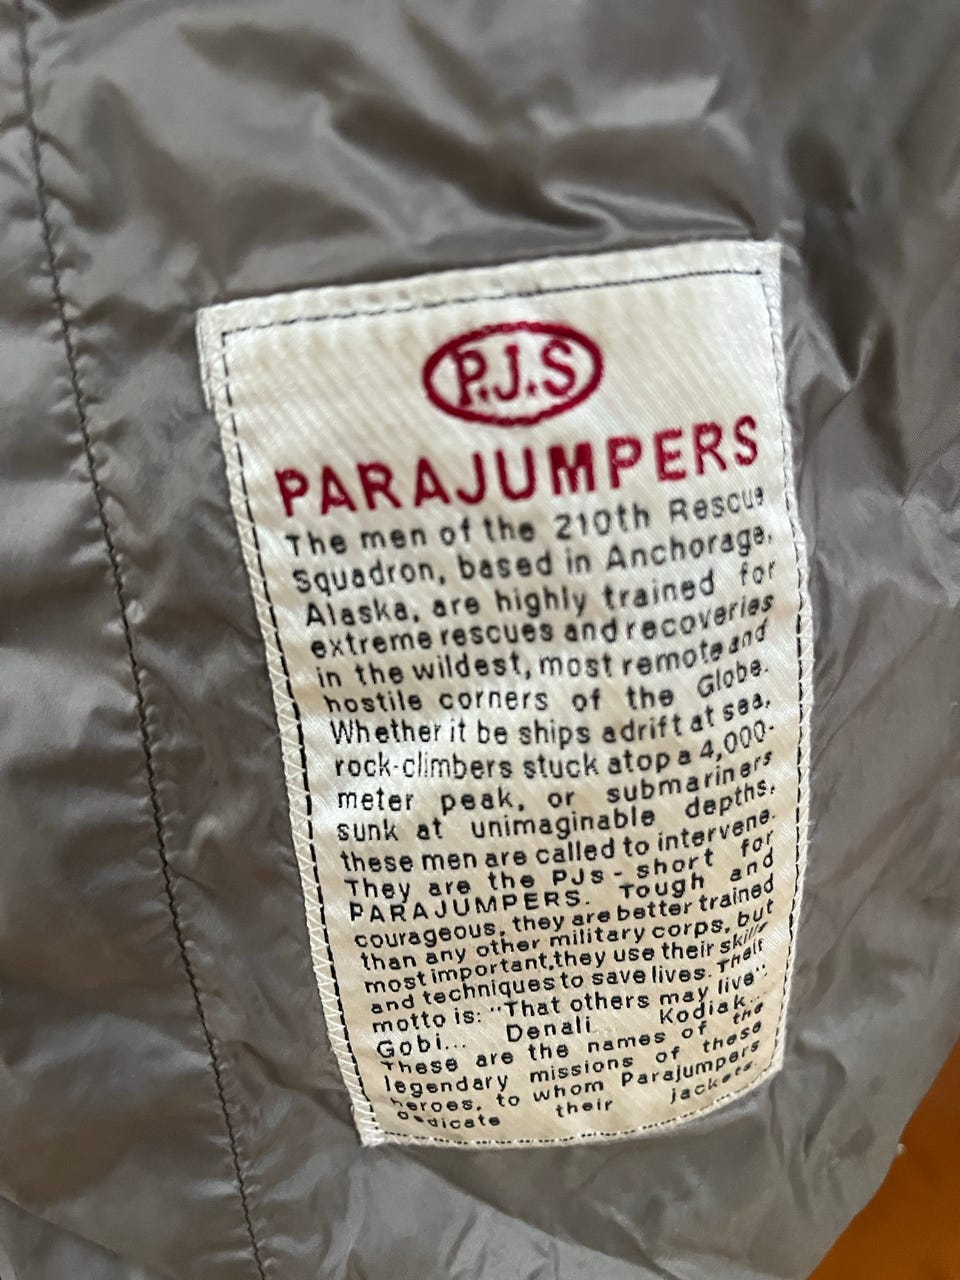 P.J.S
PARAJUMPERS
The men of the 210th Rescue
Squadron, based in Anchorage,
Alaska, are highly trained for
extreme rescues and recoveries
in the wildest, most remote and
hostile corners of the Globe.
Whether it be ships adrift at sea,
rock-climbers stuck atop a 4,000-
meter peak, or submariners
sunk at unimaginable depths,
these men are called to intervene.
They are the PJs - short for
PARAJUMPERS. Tough and
courageous, they are better trained
than any other military corps, but
most important, they use their skills
and techniques to save lives. Their
motto is: "That others may live".
Gobi... Denali... Kodiak...
These are the names of the
legendary missions of these
heroes, to whom Parajumpers
dedicate their jackets.